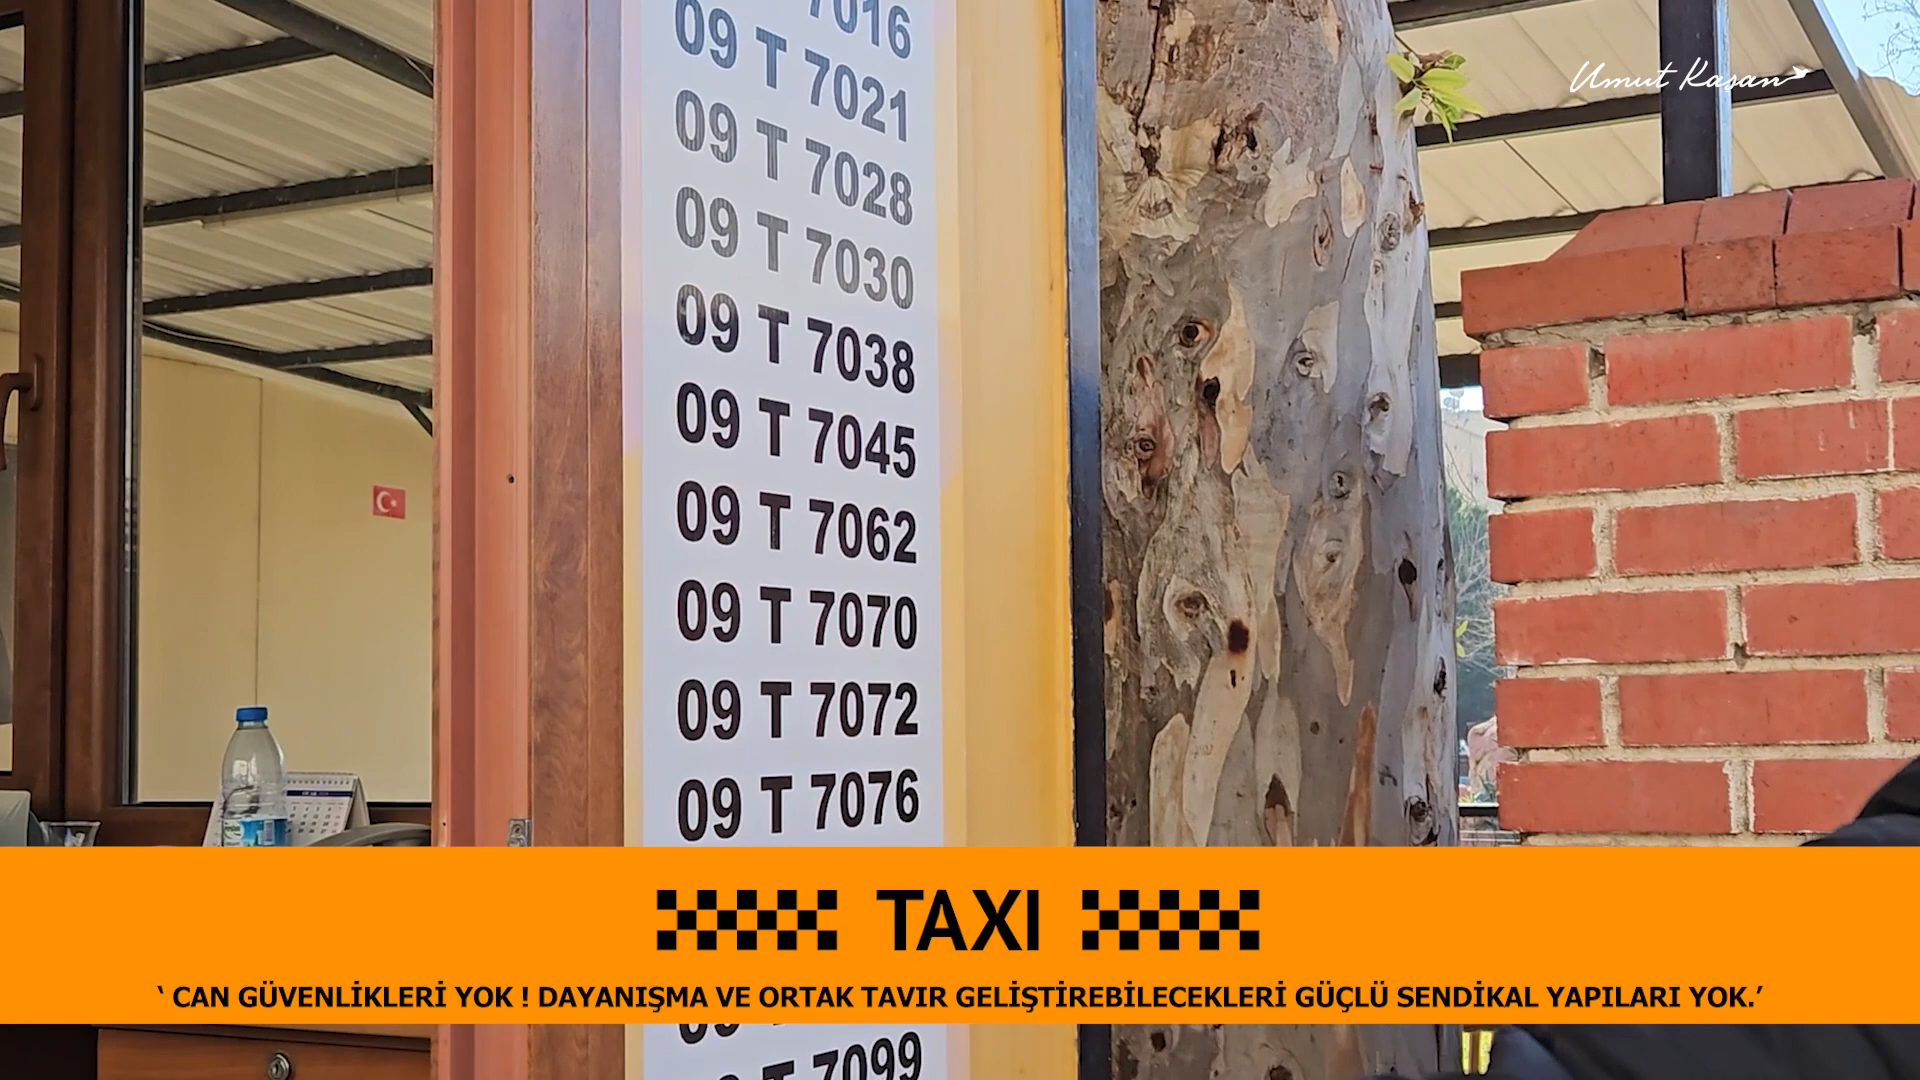 7016
Umut Kaşan
09 T 7021
09 T 7028
09 T 7030
09 T 7038
09 T 7045
09 T 7062
09 T 7070
09 T 7072
09 T 7076
TAXI
‘ CAN GÜVENLİKLERİ YOK ! DAYANIŞMA VE ORTAK TAVIR GELİŞTİREBİLECEKLERİ GÜÇLÜ SENDİKAL YAPILARI YOK.’
7099